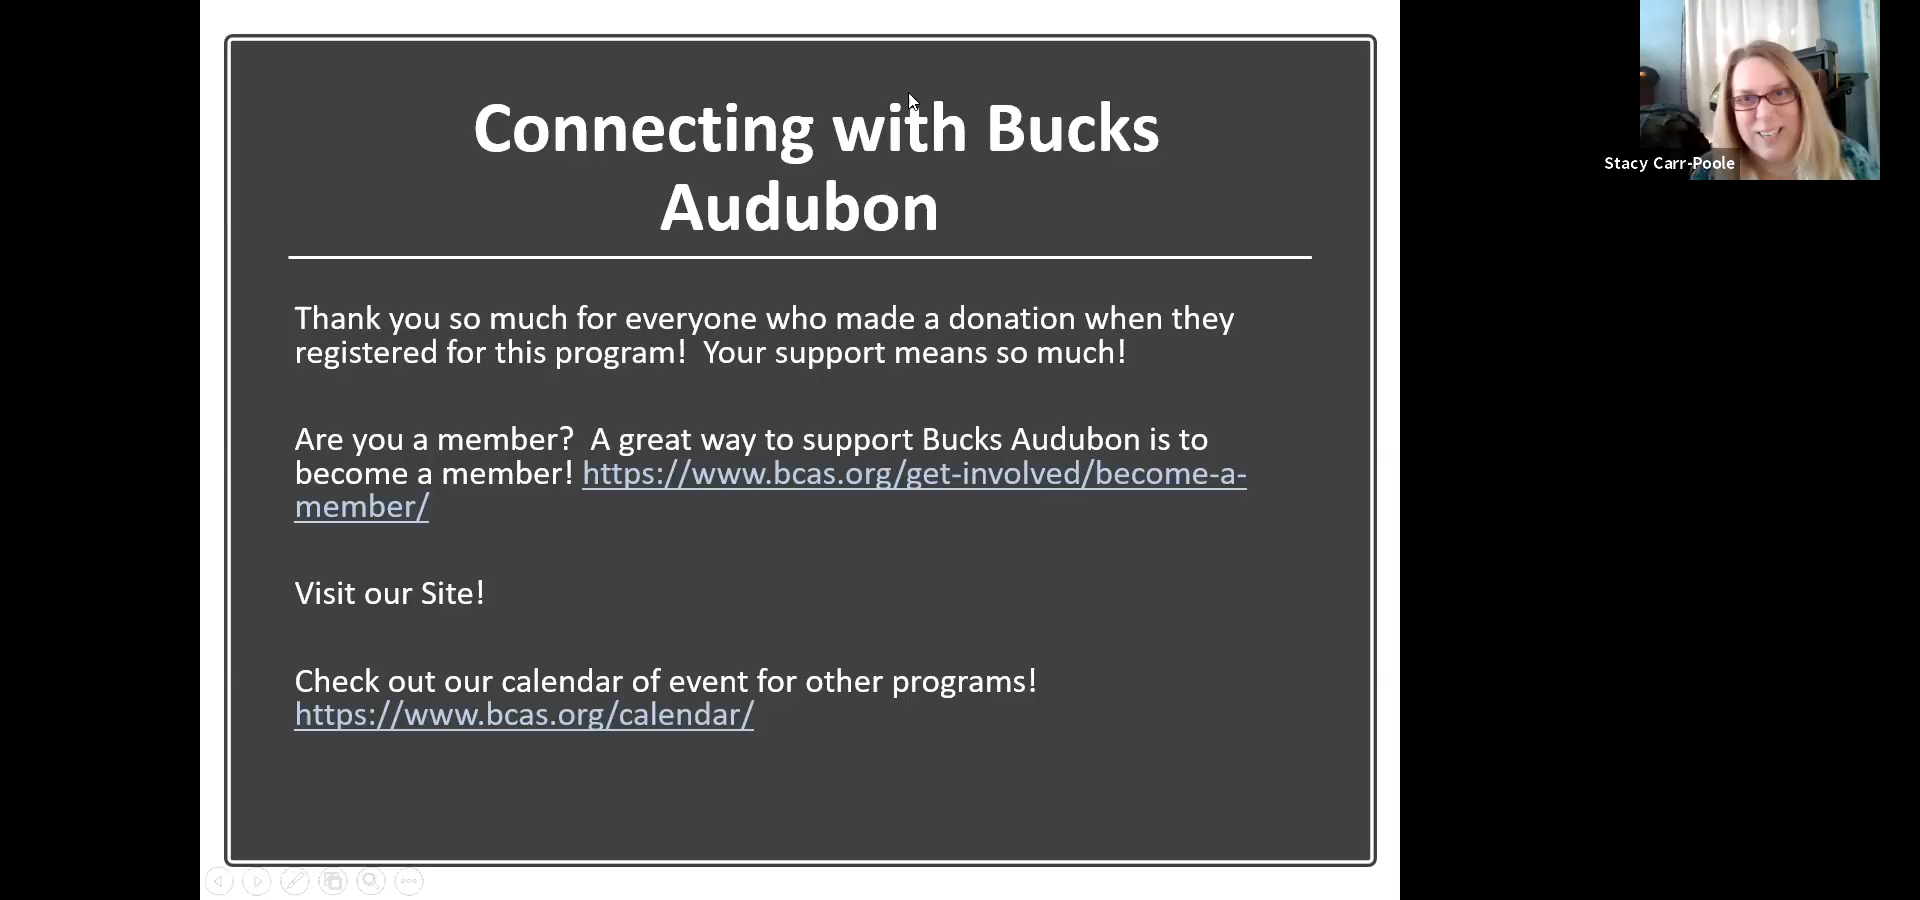 Connecting with Bucks
Audubon
Thank you so much for everyone who made a donation when they
registered for this program!  Your support means so much!
Are you a member?  A great way to support Bucks Audubon is to
become a member! https://www.bcas.org/get-involved/become-a-
member/
Visit our Site!
Check out our calendar of event for other programs!
https://www.bcas.org/calendar/
Stacy Carr-Poole